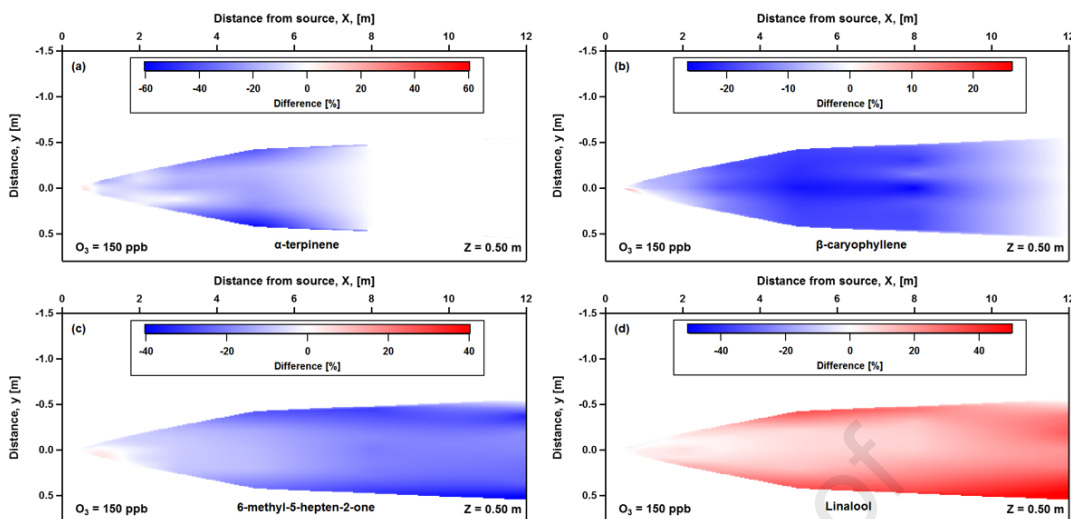 Distance from source, X, [m]
0 2 4 6 8 10 12
-1.5
-1.0
-0.5
0.0
0.5
Distance, y [m]
(a)
-60 -40 -20 0 20 40 60
Difference [%]
O3 = 150 ppb
α-terpinene
Z = 0.50 m
Distance from source, X, [m]
0 2 4 6 8 10 12
-1.5
-1.0
-0.5
0.0
0.5
Distance, y [m]
(b)
-20 -10 0 10 20
Difference [%]
O3 = 150 ppb
β-caryophyllene
Z = 0.50 m
Distance from source, X, [m]
0 2 4 6 8 10 12
-1.5
-1.0
-0.5
0.0
0.5
Distance, y [m]
(c)
-40 -20 0 20 40
Difference [%]
O3 = 150 ppb
6-methyl-5-hepten-2-one
Z = 0.50 m
Distance from source, X, [m]
0 2 4 6 8 10 12
-1.5
-1.0
-0.5
0.0
0.5
Distance, y [m]
(d)
-40 -20 0 20 40
Difference [%]
O3 = 150 ppb
Linalool
Z = 0.50 m
of